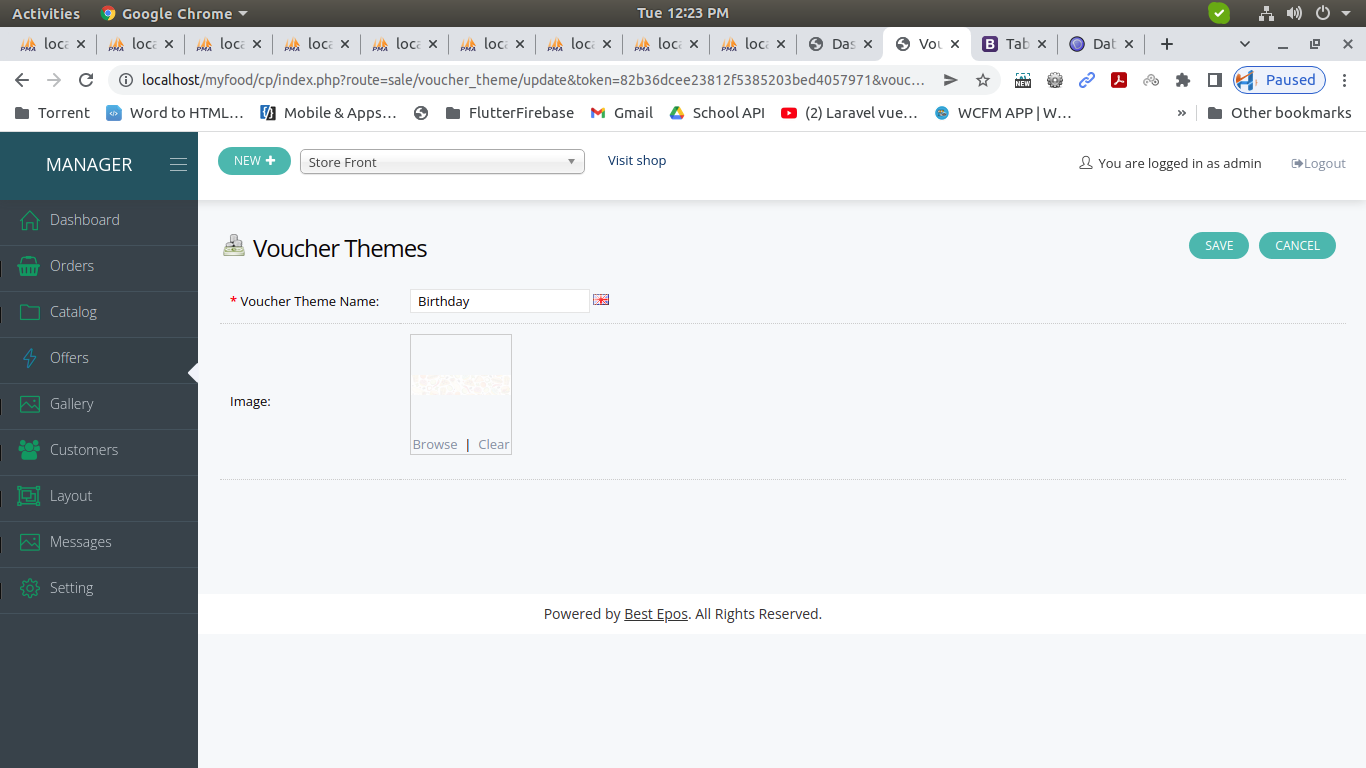 Activities Google Chrome Tue 12:23 PM
loca loca loca loca loca loca loca loca loca Das Vou Tab Dat
localhost/myfood/cp/index.php?route=sale/voucher_theme/update&token=82b36dcee23812f5385203bed4057971&vouc... NEW Paused
Torrent Word to HTML... Mobile & Apps... FlutterFirebase Gmail School API (2) Laravel vue... WCFM APP | W... » Other bookmarks
MANAGER NEW + Store Front Visit shop You are logged in as admin Logout
Dashboard
Orders
Catalog
Offers
Gallery
Customers
Layout
Messages
Setting
Voucher Themes SAVE CANCEL
* Voucher Theme Name: Birthday
Image:
Browse | Clear
Powered by Best Epos. All Rights Reserved.